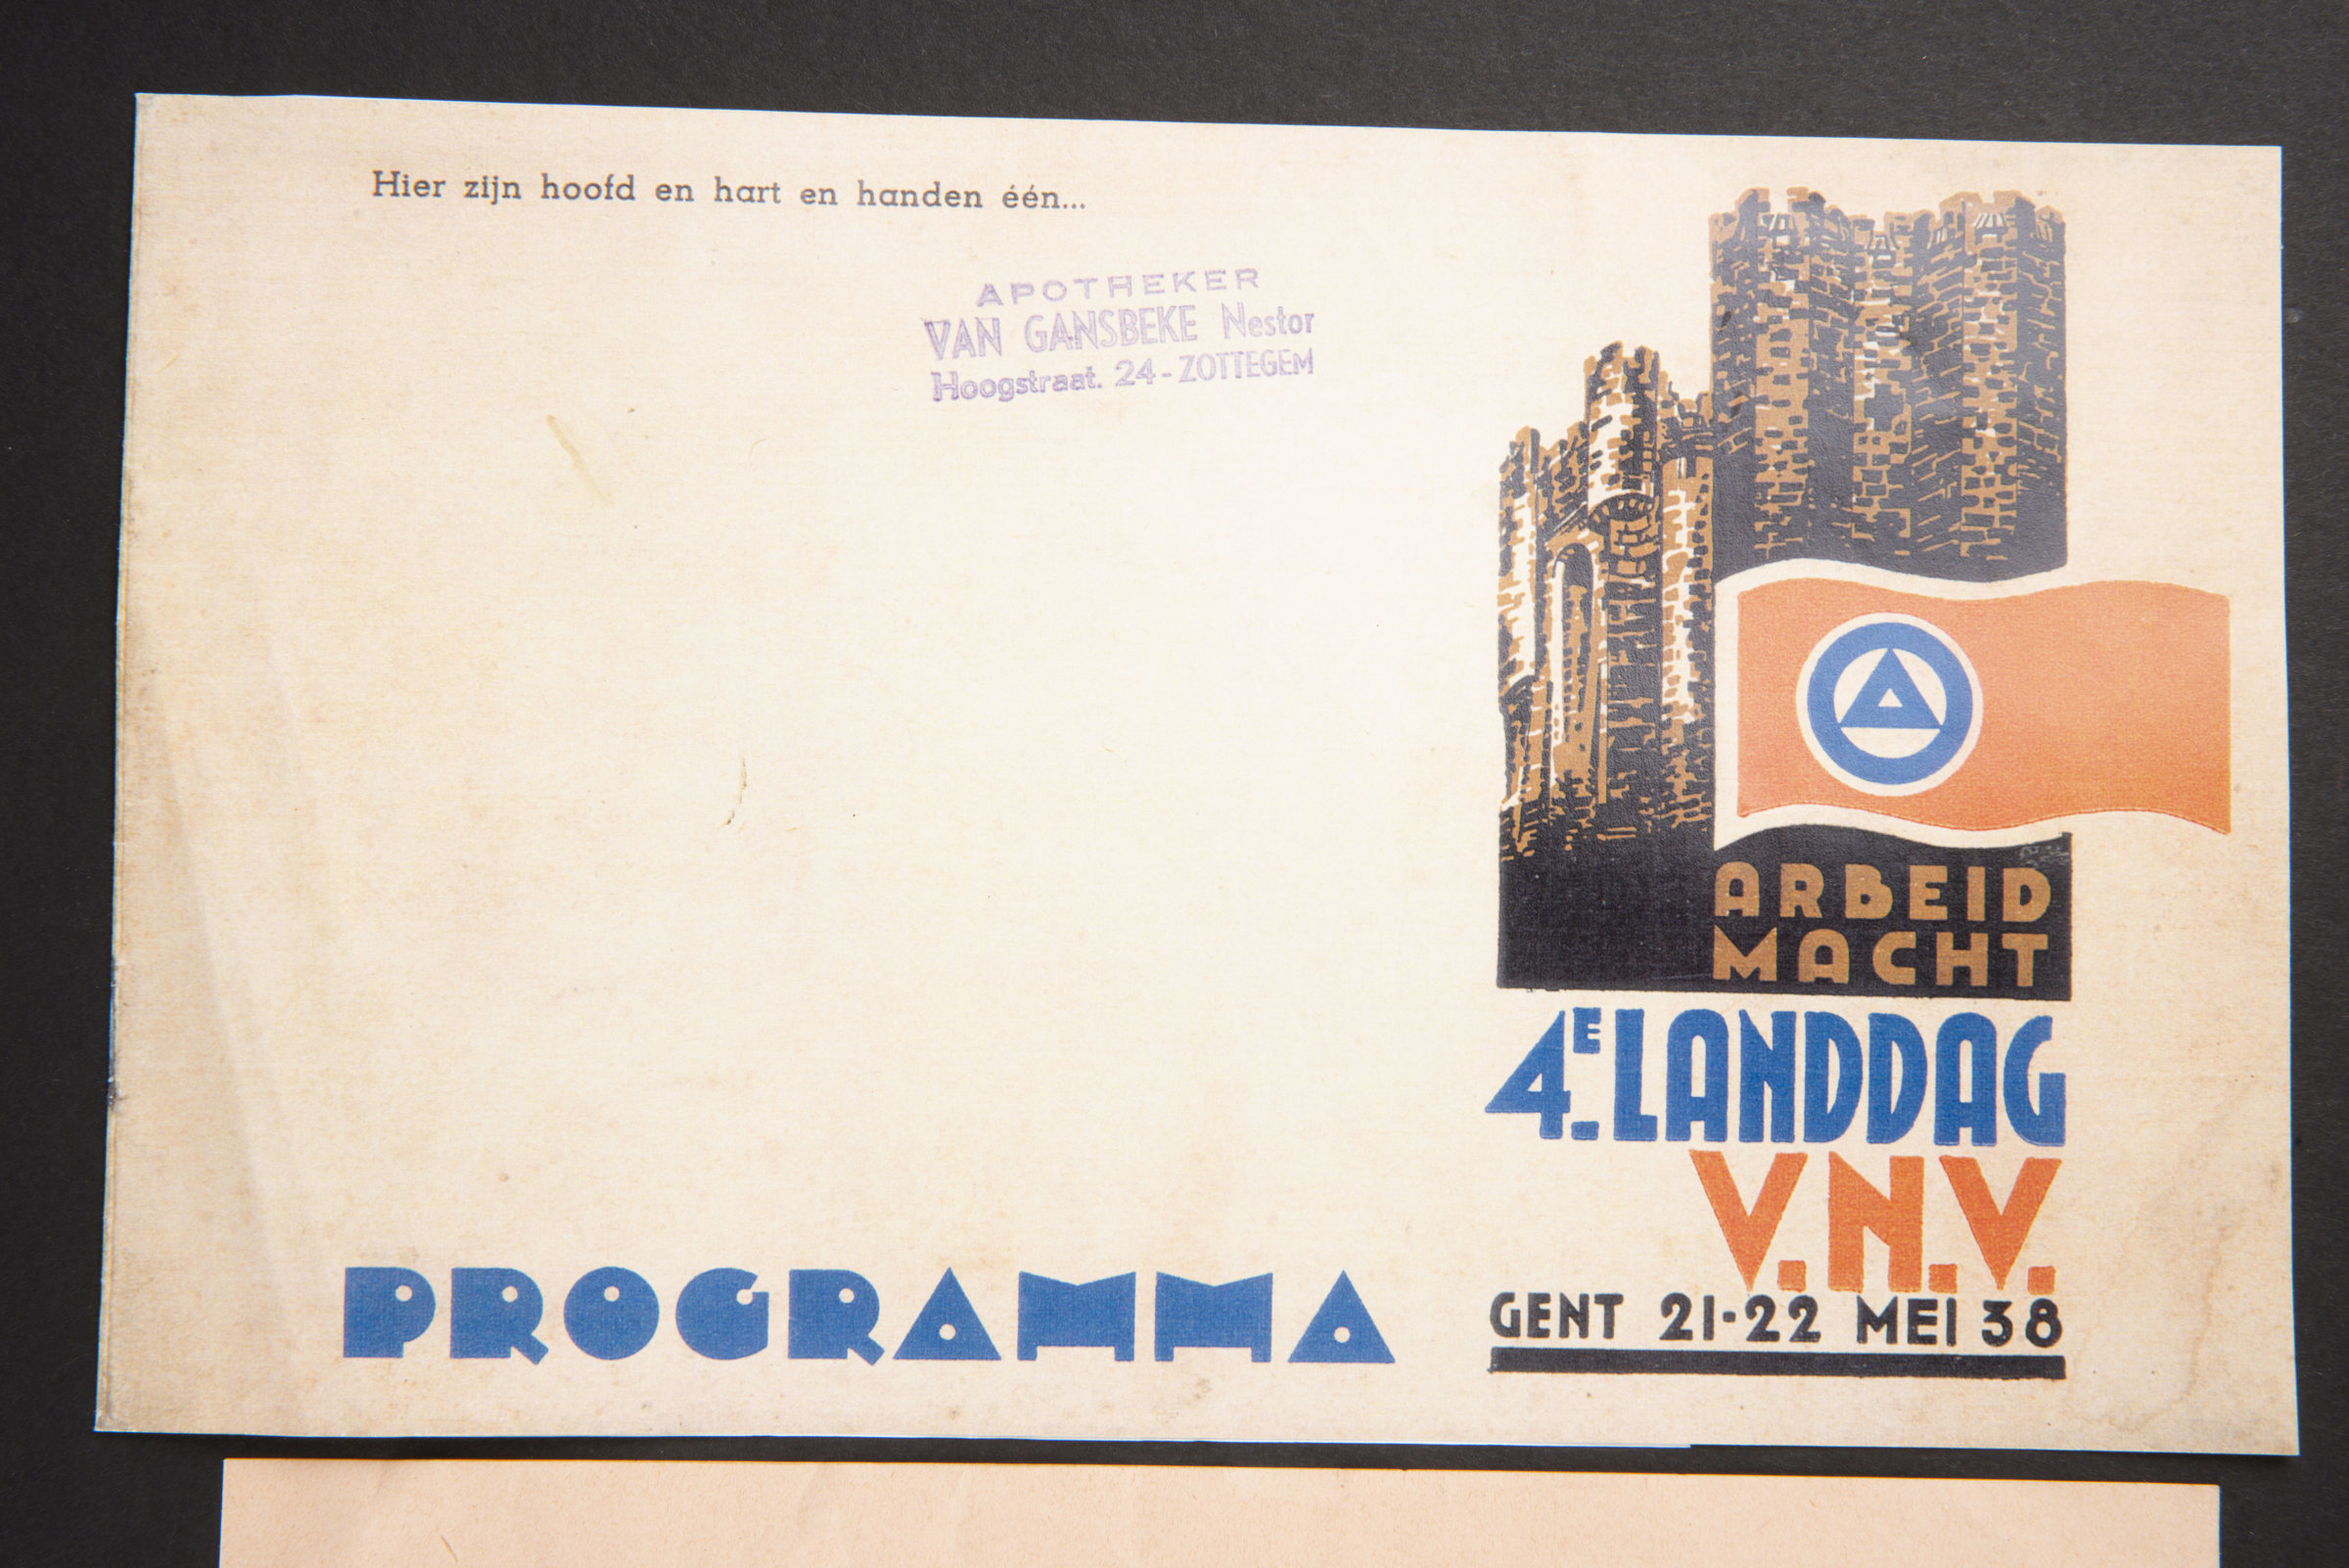 Hier zijn hoofd en hart en handen één...
APOTHEKER
VAN GANSBEKE Nestor
Hoogstraat. 24-ZOTTEGEM
ARBEID
MACHT
4E LANDDAG
V.N.V.
GENT 21-22 MEI 38
PROGRAMMA